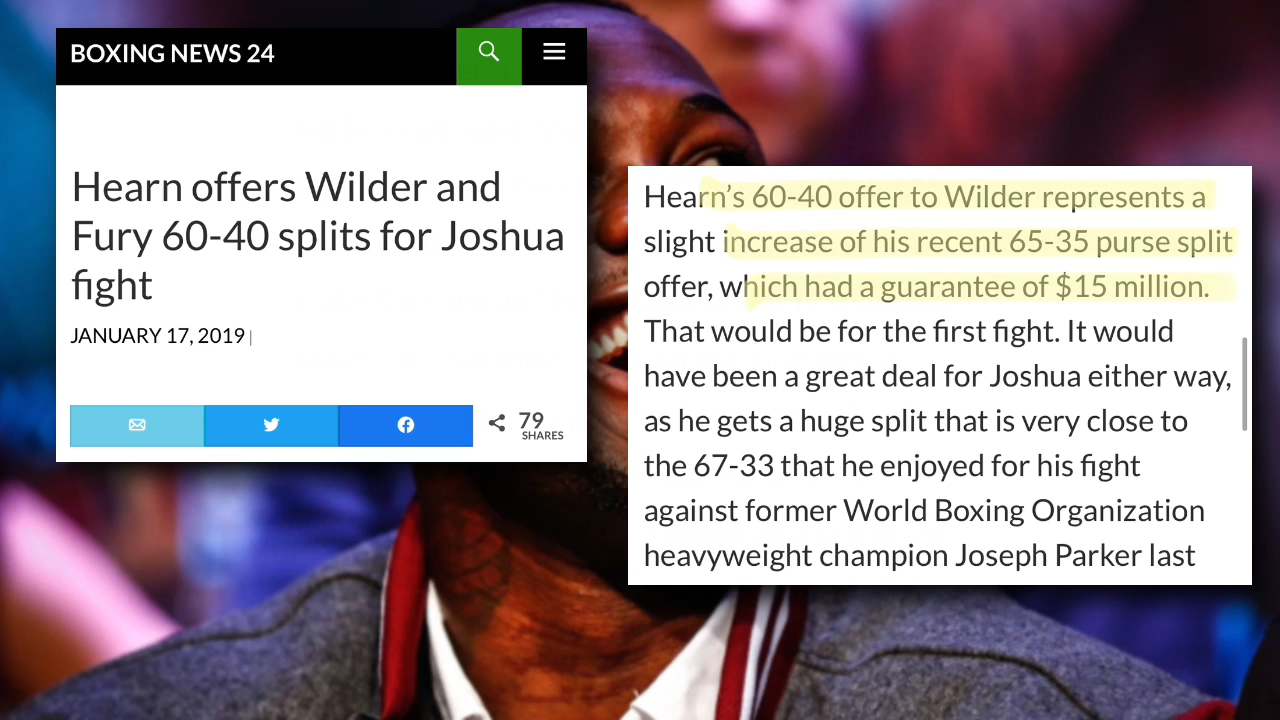 BOXING NEWS 24
Hearn offers Wilder and
Fury 60-40 splits for Joshua
fight
JANUARY 17, 2019
79
SHARES
Hearn’s 60-40 offer to Wilder represents a
slight increase of his recent 65-35 purse split
offer, which had a guarantee of $15 million.
That would be for the first fight. It would
have been a great deal for Joshua either way,
as he gets a huge split that is very close to
the 67-33 that he enjoyed for his fight
against former World Boxing Organization
heavyweight champion Joseph Parker last